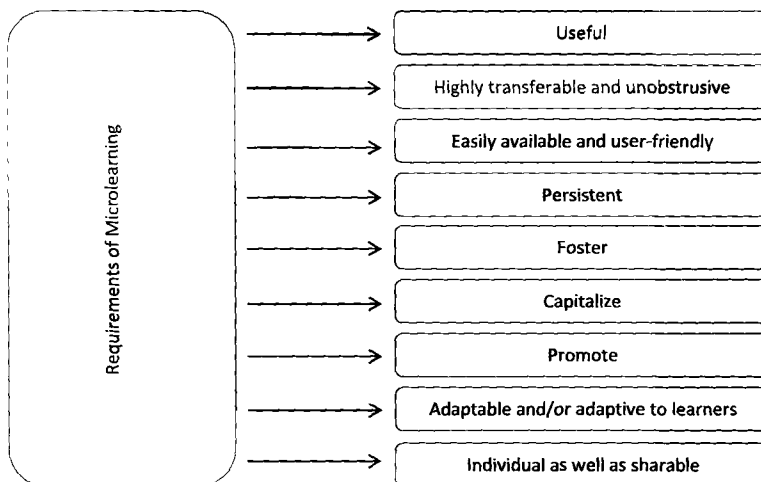 Requirements of Microlearning
Useful
Highly transferable and unobstrusive
Easily available and user-friendly
Persistent
Foster
Capitalize
Promote
Adaptable and/or adaptive to learners
Individual as well as sharable